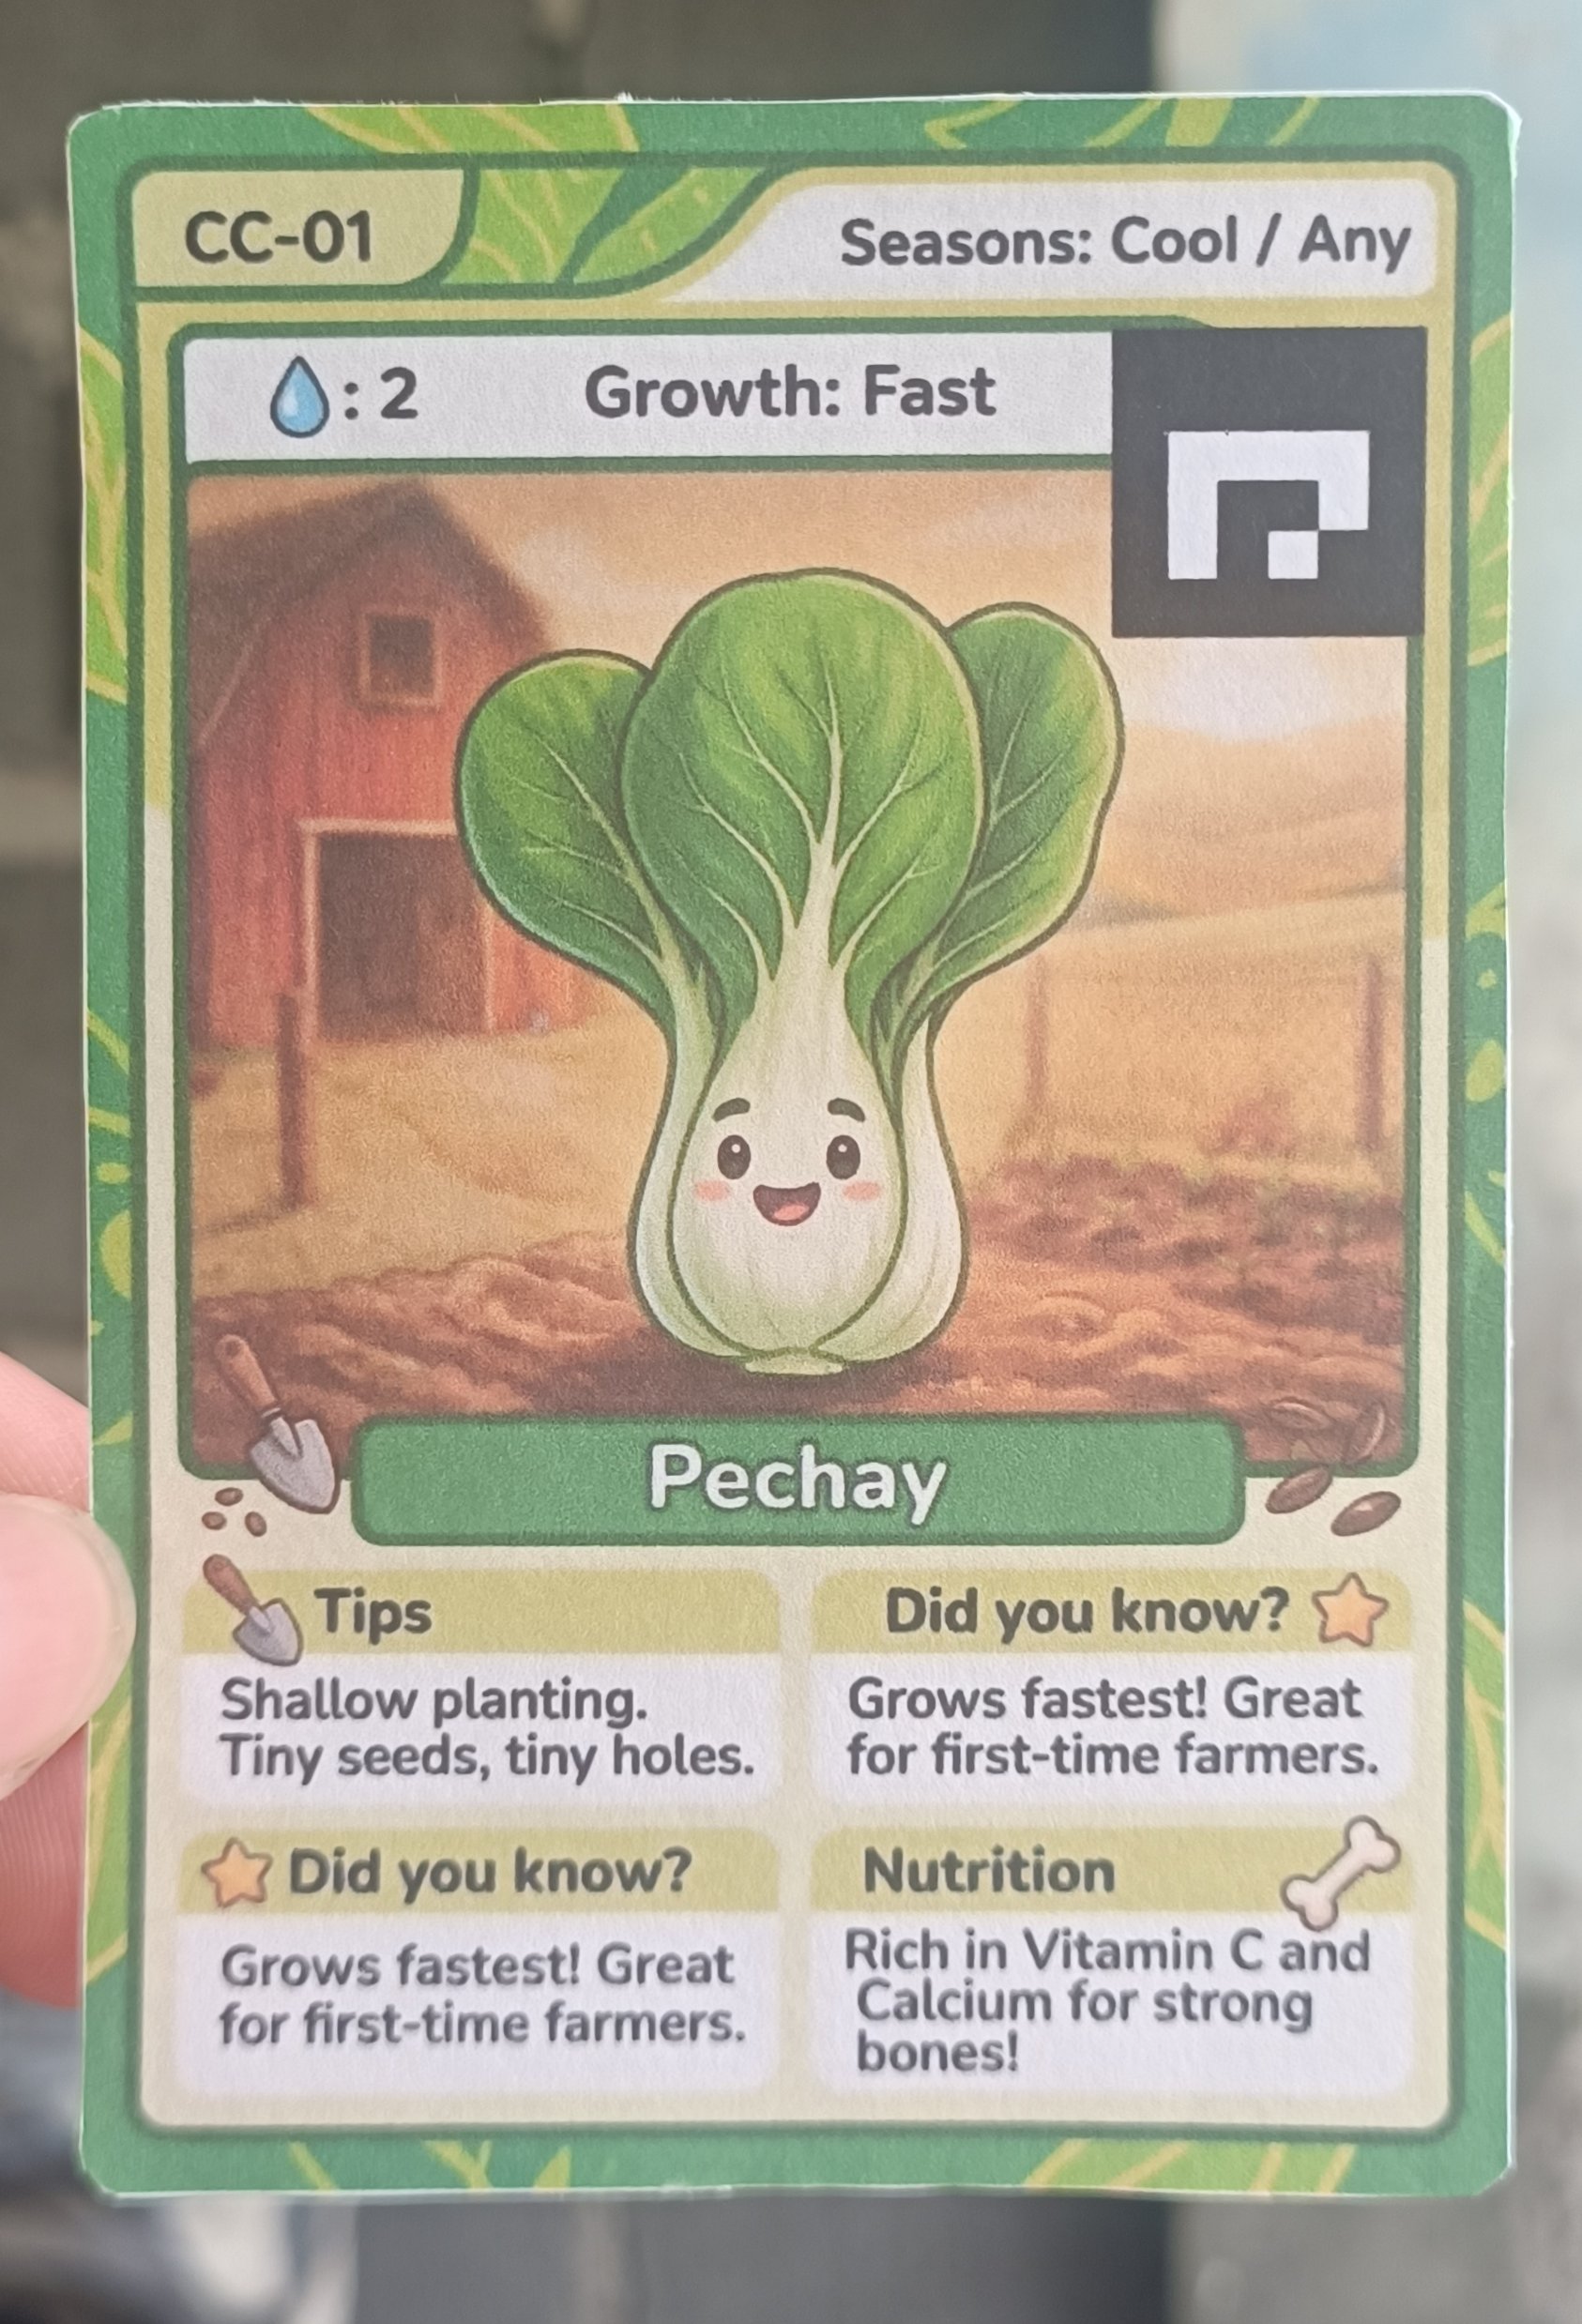 CC-01
Seasons: Cool / Any
: 2
Growth: Fast
Pechay
Tips
Shallow planting.
Tiny seeds, tiny holes.
Did you know?
Grows fastest! Great
for first-time farmers.
Did you know?
Grows fastest! Great
for first-time farmers.
Nutrition
Rich in Vitamin C and
Calcium for strong
bones!